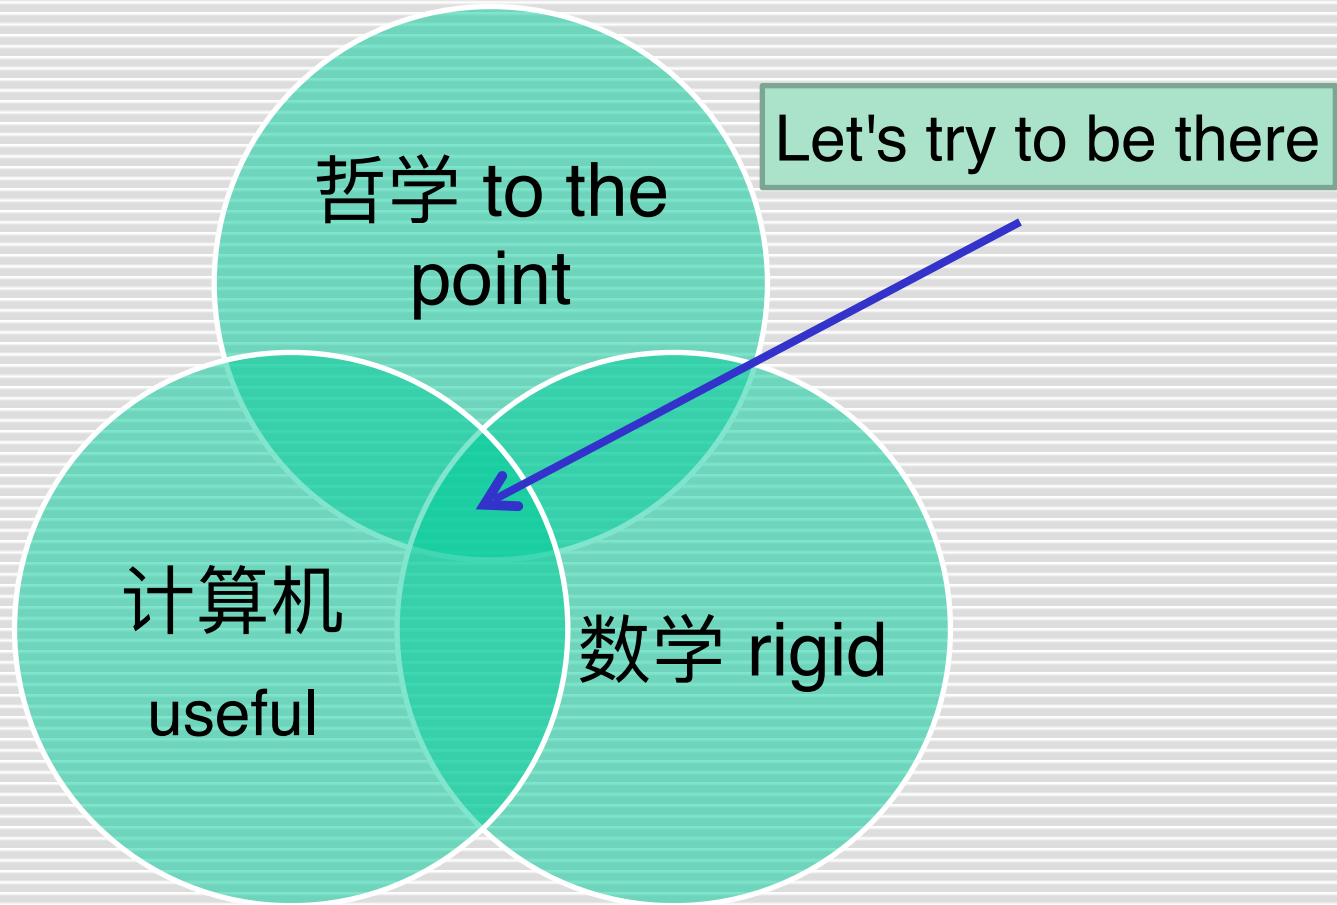 Let's try to be there
哲学 to the
point
计算机
useful
数学 rigid